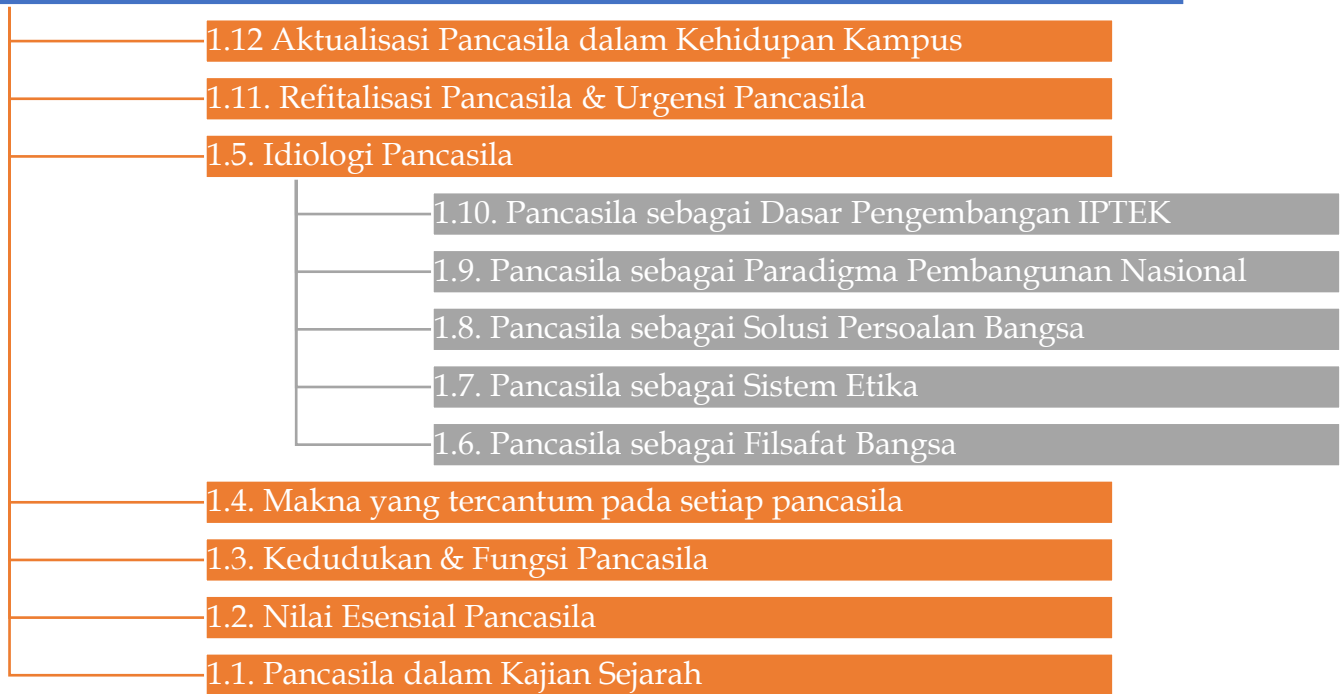 1.12 Aktualisasi Pancasila dalam Kehidupan Kampus
1.11. Refitalisasi Pancasila & Urgensi Pancasila
1.5. Idiologi Pancasila
1.10. Pancasila sebagai Dasar Pengembangan IPTEK
1.9. Pancasila sebagai Paradigma Pembangunan Nasional
1.8. Pancasila sebagai Solusi Persoalan Bangsa
1.7. Pancasila sebagai Sistem Etika
1.6. Pancasila sebagai Filsafat Bangsa
1.4. Makna yang tercantum pada setiap pancasila
1.3. Kedudukan & Fungsi Pancasila
1.2. Nilai Esensial Pancasila
1.1. Pancasila dalam Kajian Sejarah